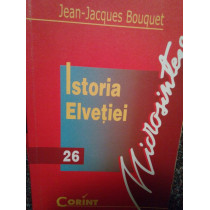 Jean-Jacques Bouquet
Istoria
Elveției
Microsinteze
26
CORINT